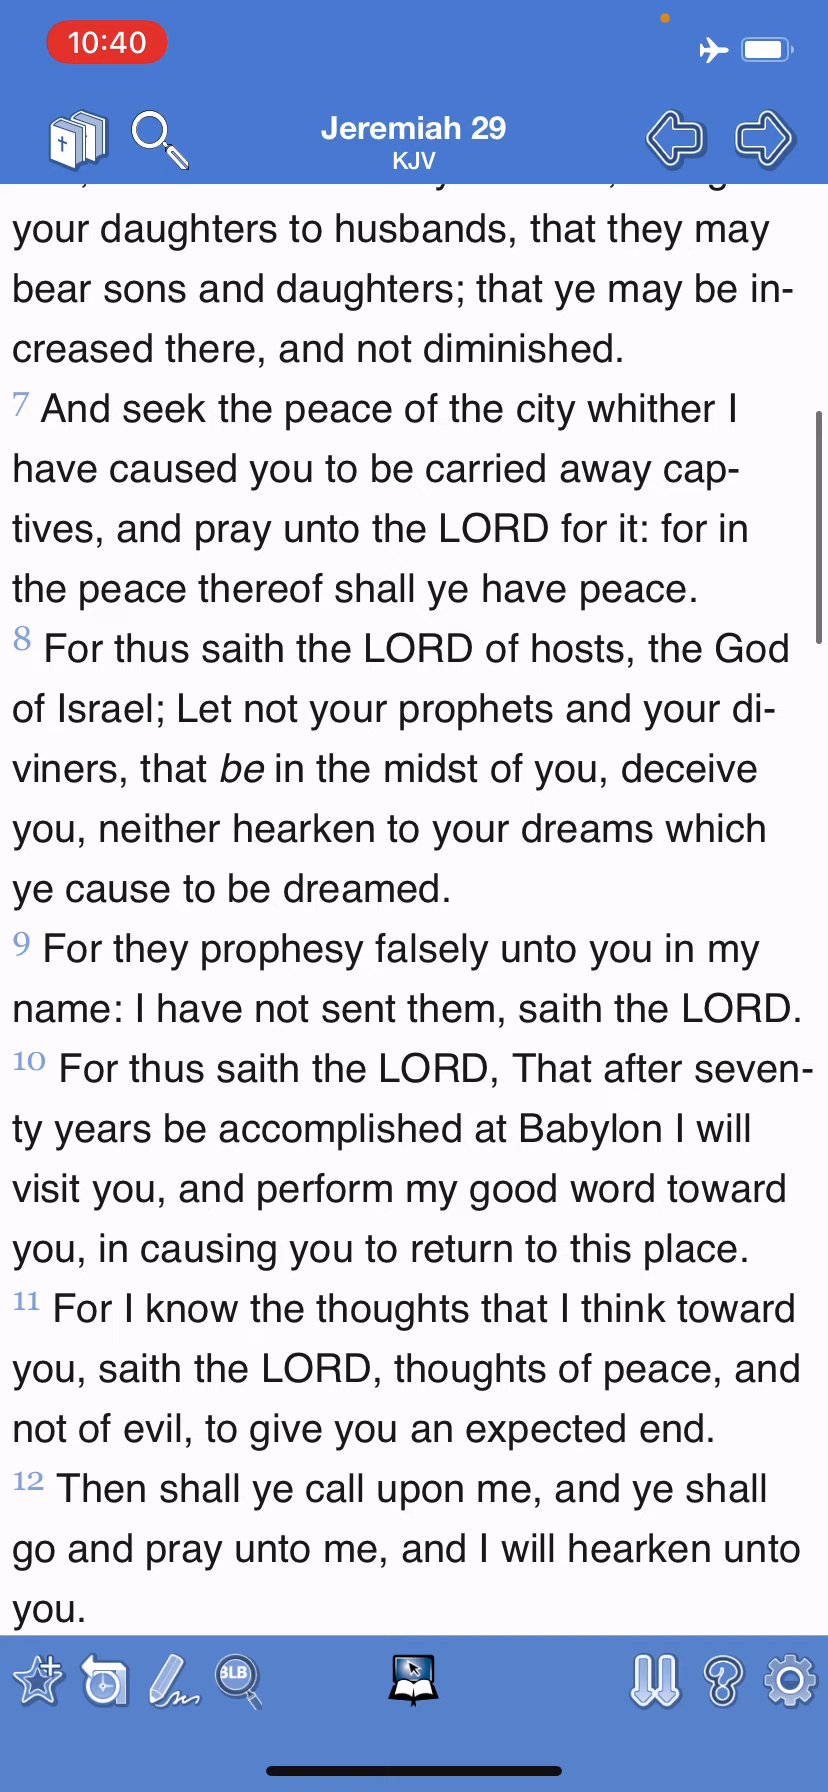 10:40
Jeremiah 29
KJV
your daughters to husbands, that they may
bear sons and daughters; that ye may be in-
creased there, and not diminished.
7 And seek the peace of the city whither I
have caused you to be carried away cap-
tives, and pray unto the LORD for it: for in
the peace thereof shall ye have peace.
8 For thus saith the LORD of hosts, the God
of Israel; Let not your prophets and your di-
viners, that be in the midst of you, deceive
you, neither hearken to your dreams which
ye cause to be dreamed.
9 For they prophesy falsely unto you in my
name: I have not sent them, saith the LORD.
10 For thus saith the LORD, That after seven-
ty years be accomplished at Babylon I will
visit you, and perform my good word toward
you, in causing you to return to this place.
11 For I know the thoughts that I think toward
you, saith the LORD, thoughts of peace, and
not of evil, to give you an expected end.
12 Then shall ye call upon me, and ye shall
go and pray unto me, and I will hearken unto
you.
BLB